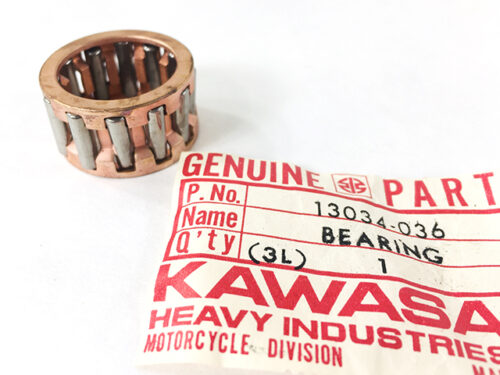 GENUINE PART
P. No. 13034-036
Name BEARING
Q'ty (3L) 1
KAWASA
HEAVY INDUSTRIES
MOTORCYCLE DIVISION